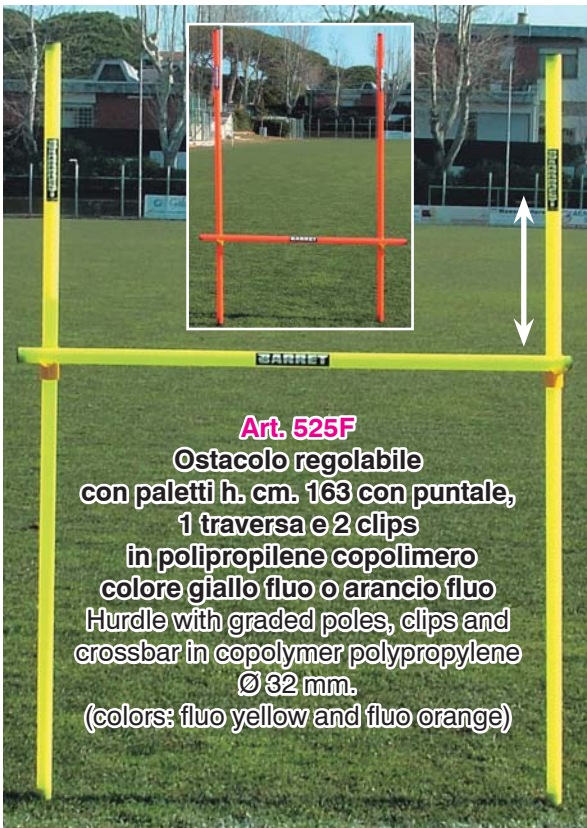 BARRET
BARRET
Art. 525F
Ostacolo regolabile
con paletti h. cm. 163 con puntale,
1 traversa e 2 clips
in polipropilene copolimero
colore giallo fluo o arancio fluo
Hurdle with graded poles, clips and
crossbar in copolymer polypropylene
Ø 32 mm.
(colors: fluo yellow and fluo orange)